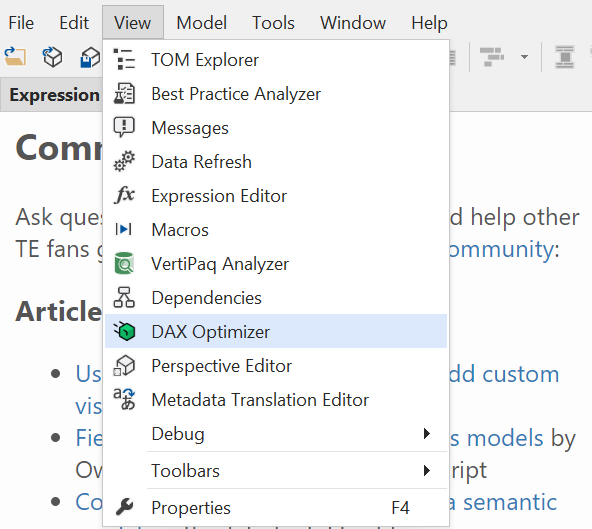 File Edit View Model Tools Window Help
TOM Explorer
Best Practice Analyzer
Expression
Messages
Comm
Data Refresh
Expression Editor
Ask ques d help other
Macros
TE fans g ommunity:
VertiPaq Analyzer
Dependencies
Article
DAX Optimizer
Perspective Editor
Us dd custom
Metadata Translation Editor
vis
Debug
Fie s models by
Ow ript
Toolbars
Co a semantic
Properties F4